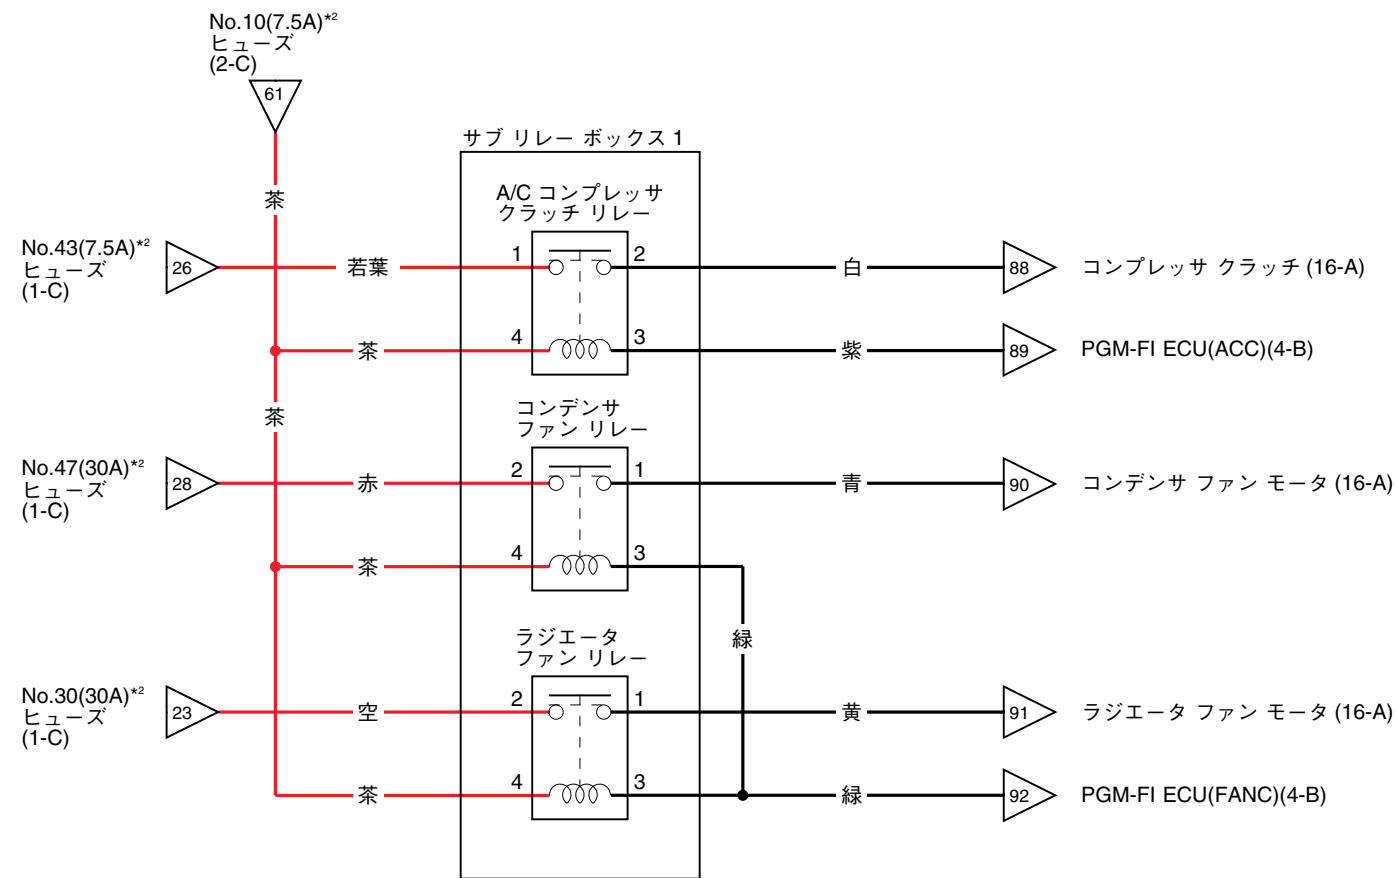 No.10(7.5A)*2
ヒューズ
(2-C)
61
茶
サブ リレー ボックス 1
A/C コンプレッサ
クラッチ リレー
No.43(7.5A)*2
ヒューズ
(1-C)
26
若葉
1
2
白
88
コンプレッサ クラッチ (16-A)
茶
4
3
紫
89
PGM-FI ECU(ACC)(4-B)
茶
コンデンサ
ファン リレー
No.47(30A)*2
ヒューズ
(1-C)
28
赤
2
1
青
90
コンデンサ ファン モータ (16-A)
茶
4
3
緑
ラジエータ
ファン リレー
No.30(30A)*2
ヒューズ
(1-C)
23
空
2
1
黄
91
ラジエータ ファン モータ (16-A)
茶
4
3
緑
92
PGM-FI ECU(FANC)(4-B)